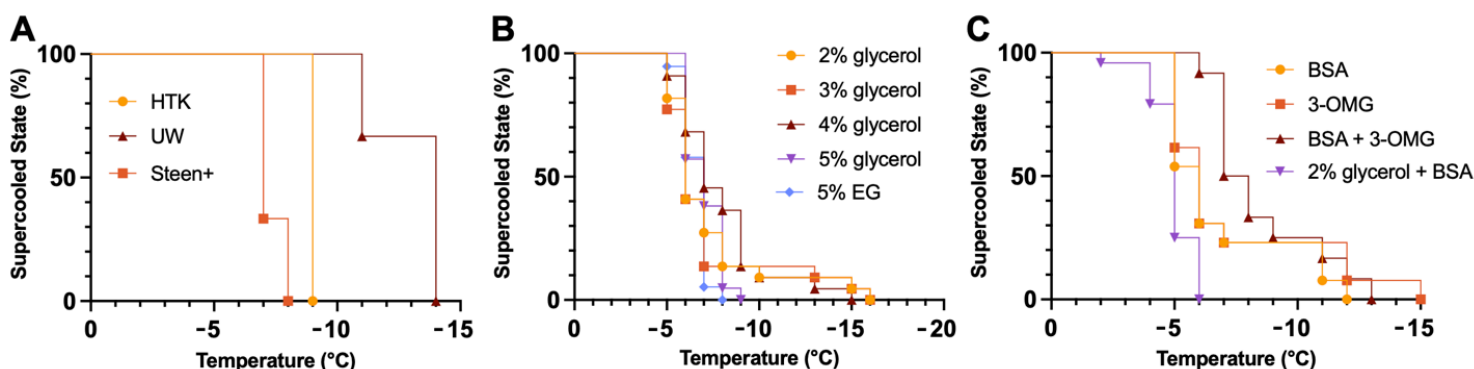 A
Supercooled State (%)
100
50
0
HTK
UW
Steen+
0
−5
−10
−15
Temperature (°C)
B
Supercooled State (%)
100
50
0
2% glycerol
3% glycerol
4% glycerol
5% glycerol
5% EG
0
−5
−10
−15
−20
Temperature (°C)
C
Supercooled State (%)
100
50
0
BSA
3-OMG
BSA + 3-OMG
2% glycerol + BSA
0
−5
−10
−15
Temperature (°C)